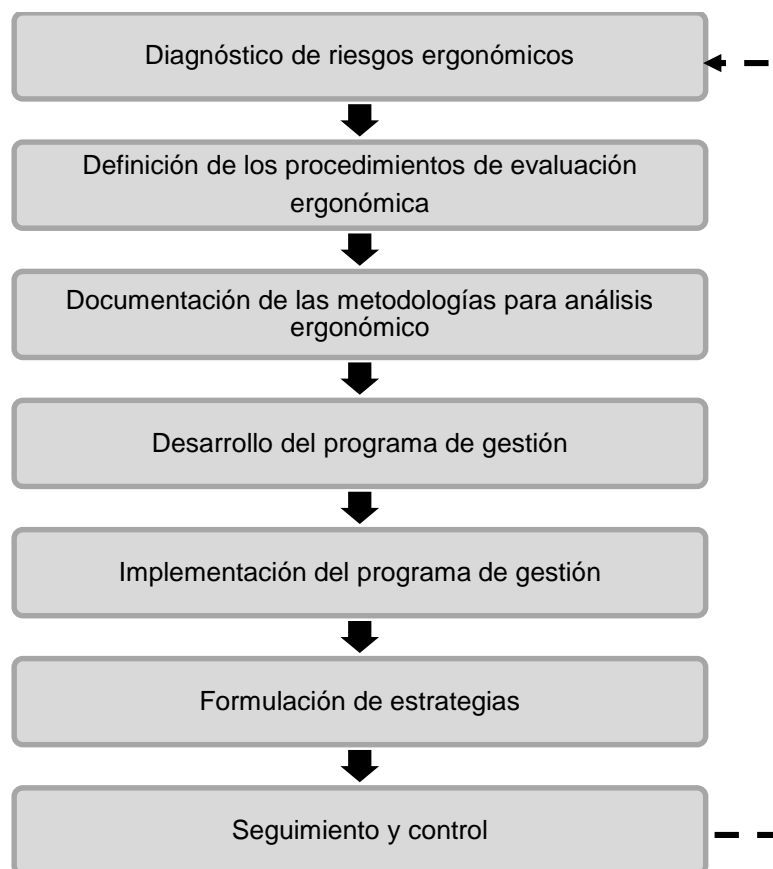 Diagnóstico de riesgos ergonómicos
Definición de los procedimientos de evaluación
ergonómica
Documentación de las metodologías para análisis
ergonómico
Desarrollo del programa de gestión
Implementación del programa de gestión
Formulación de estrategias
Seguimiento y control